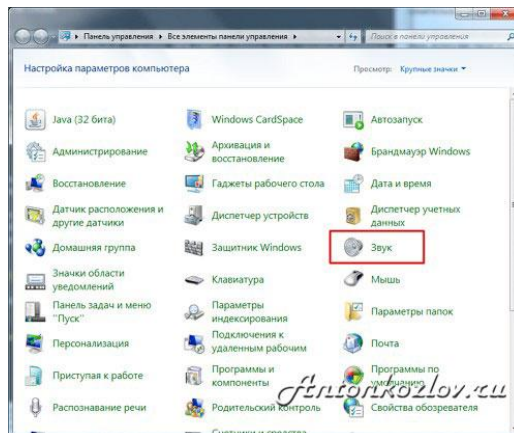 Панель управления ▸ Все элементы панели управления ▸
Поиск в панели управления
Настройка параметров компьютера
Просмотр: Крупные значки
Java (32 бита)
Windows CardSpace
Автозапуск
Администрирование
Архивация и
восстановление
Брандмауэр Windows
Восстановление
Гаджеты рабочего стола
Дата и время
Датчик расположения и
другие датчики
Диспетчер устройств
Диспетчер учетных
данных
Домашняя группа
Защитник Windows
Звук
Значки области
уведомлений
Клавиатура
Мышь
Панель задач и меню
"Пуск"
Параметры
индексирования
Параметры папок
Персонализация
Подключения к
удаленным рабочим
Почта
Приступая к работе
Программы и
компоненты
Программы по
умолчанию
Распознавание речи
Родительский контроль
Свойства обозревателя
Счетчики и средства
Antonkozlov.ru